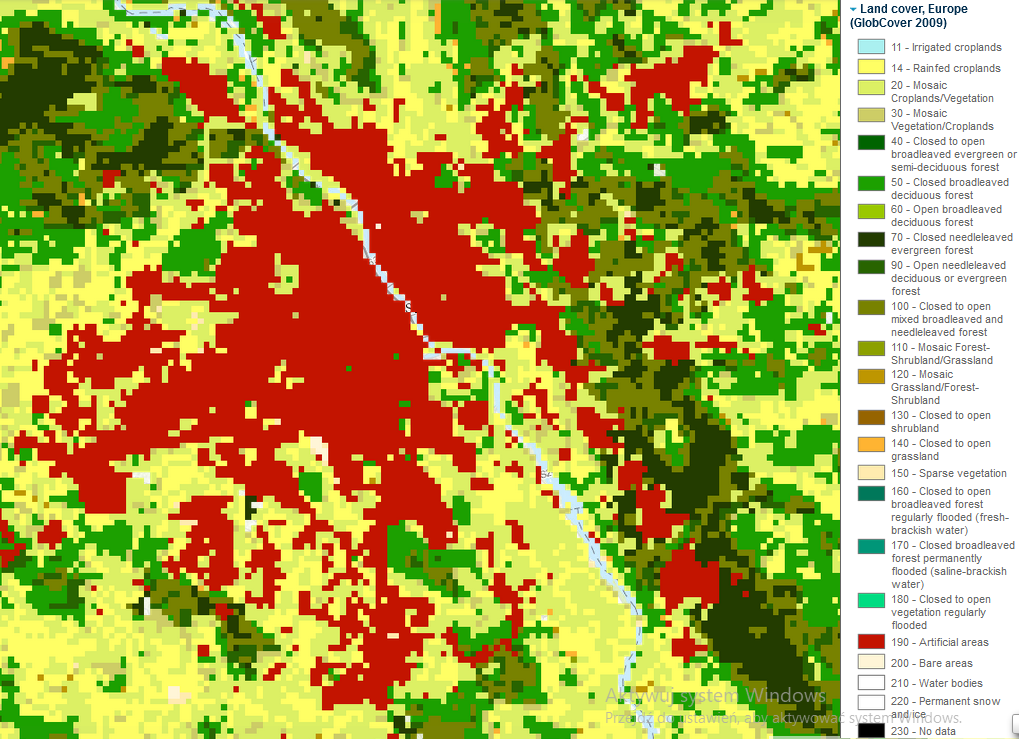 Land cover, Europe
(GlobCover 2009)
11 - Irrigated croplands
14 - Rainfed croplands
20 - Mosaic
Croplands/Vegetation
30 - Mosaic
Vegetation/Croplands
40 - Closed to open
broadleaved evergreen or
semi-deciduous forest
50 - Closed broadleaved
deciduous forest
60 - Open broadleaved
deciduous forest
70 - Closed needleleaved
evergreen forest
90 - Open needleleaved
deciduous or evergreen
forest
100 - Closed to open
mixed broadleaved and
needleleaved forest
110 - Mosaic Forest-
Shrubland/Grassland
120 - Mosaic
Grassland/Forest-
Shrubland
130 - Closed to open
shrubland
140 - Closed to open
grassland
150 - Sparse vegetation
160 - Closed to open
broadleaved forest
regularly flooded (fresh-
brackish water)
170 - Closed broadleaved
forest permanently
flooded (saline-brackish
water)
180 - Closed to open
vegetation regularly
flooded
190 - Artificial areas
200 - Bare areas
210 - Water bodies
220 - Permanent snow
and ice
230 - No data
Aktywuj system Windows
Przejdź do ustawień, aby aktywować system Windows.